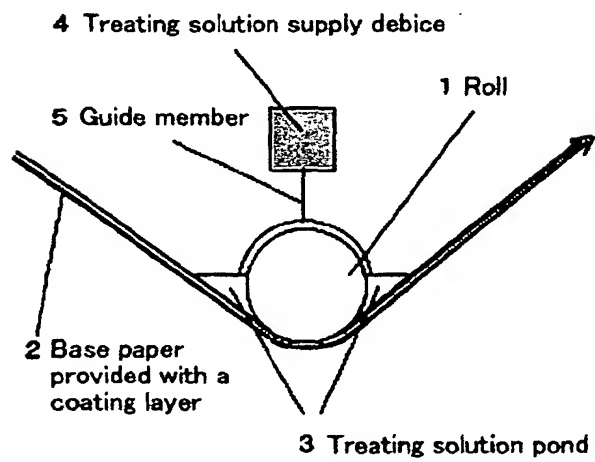 4 Treating solution supply debice
1 Roll
5 Guide member
2 Base paper
provided with a
coating layer
3 Treating solution pond